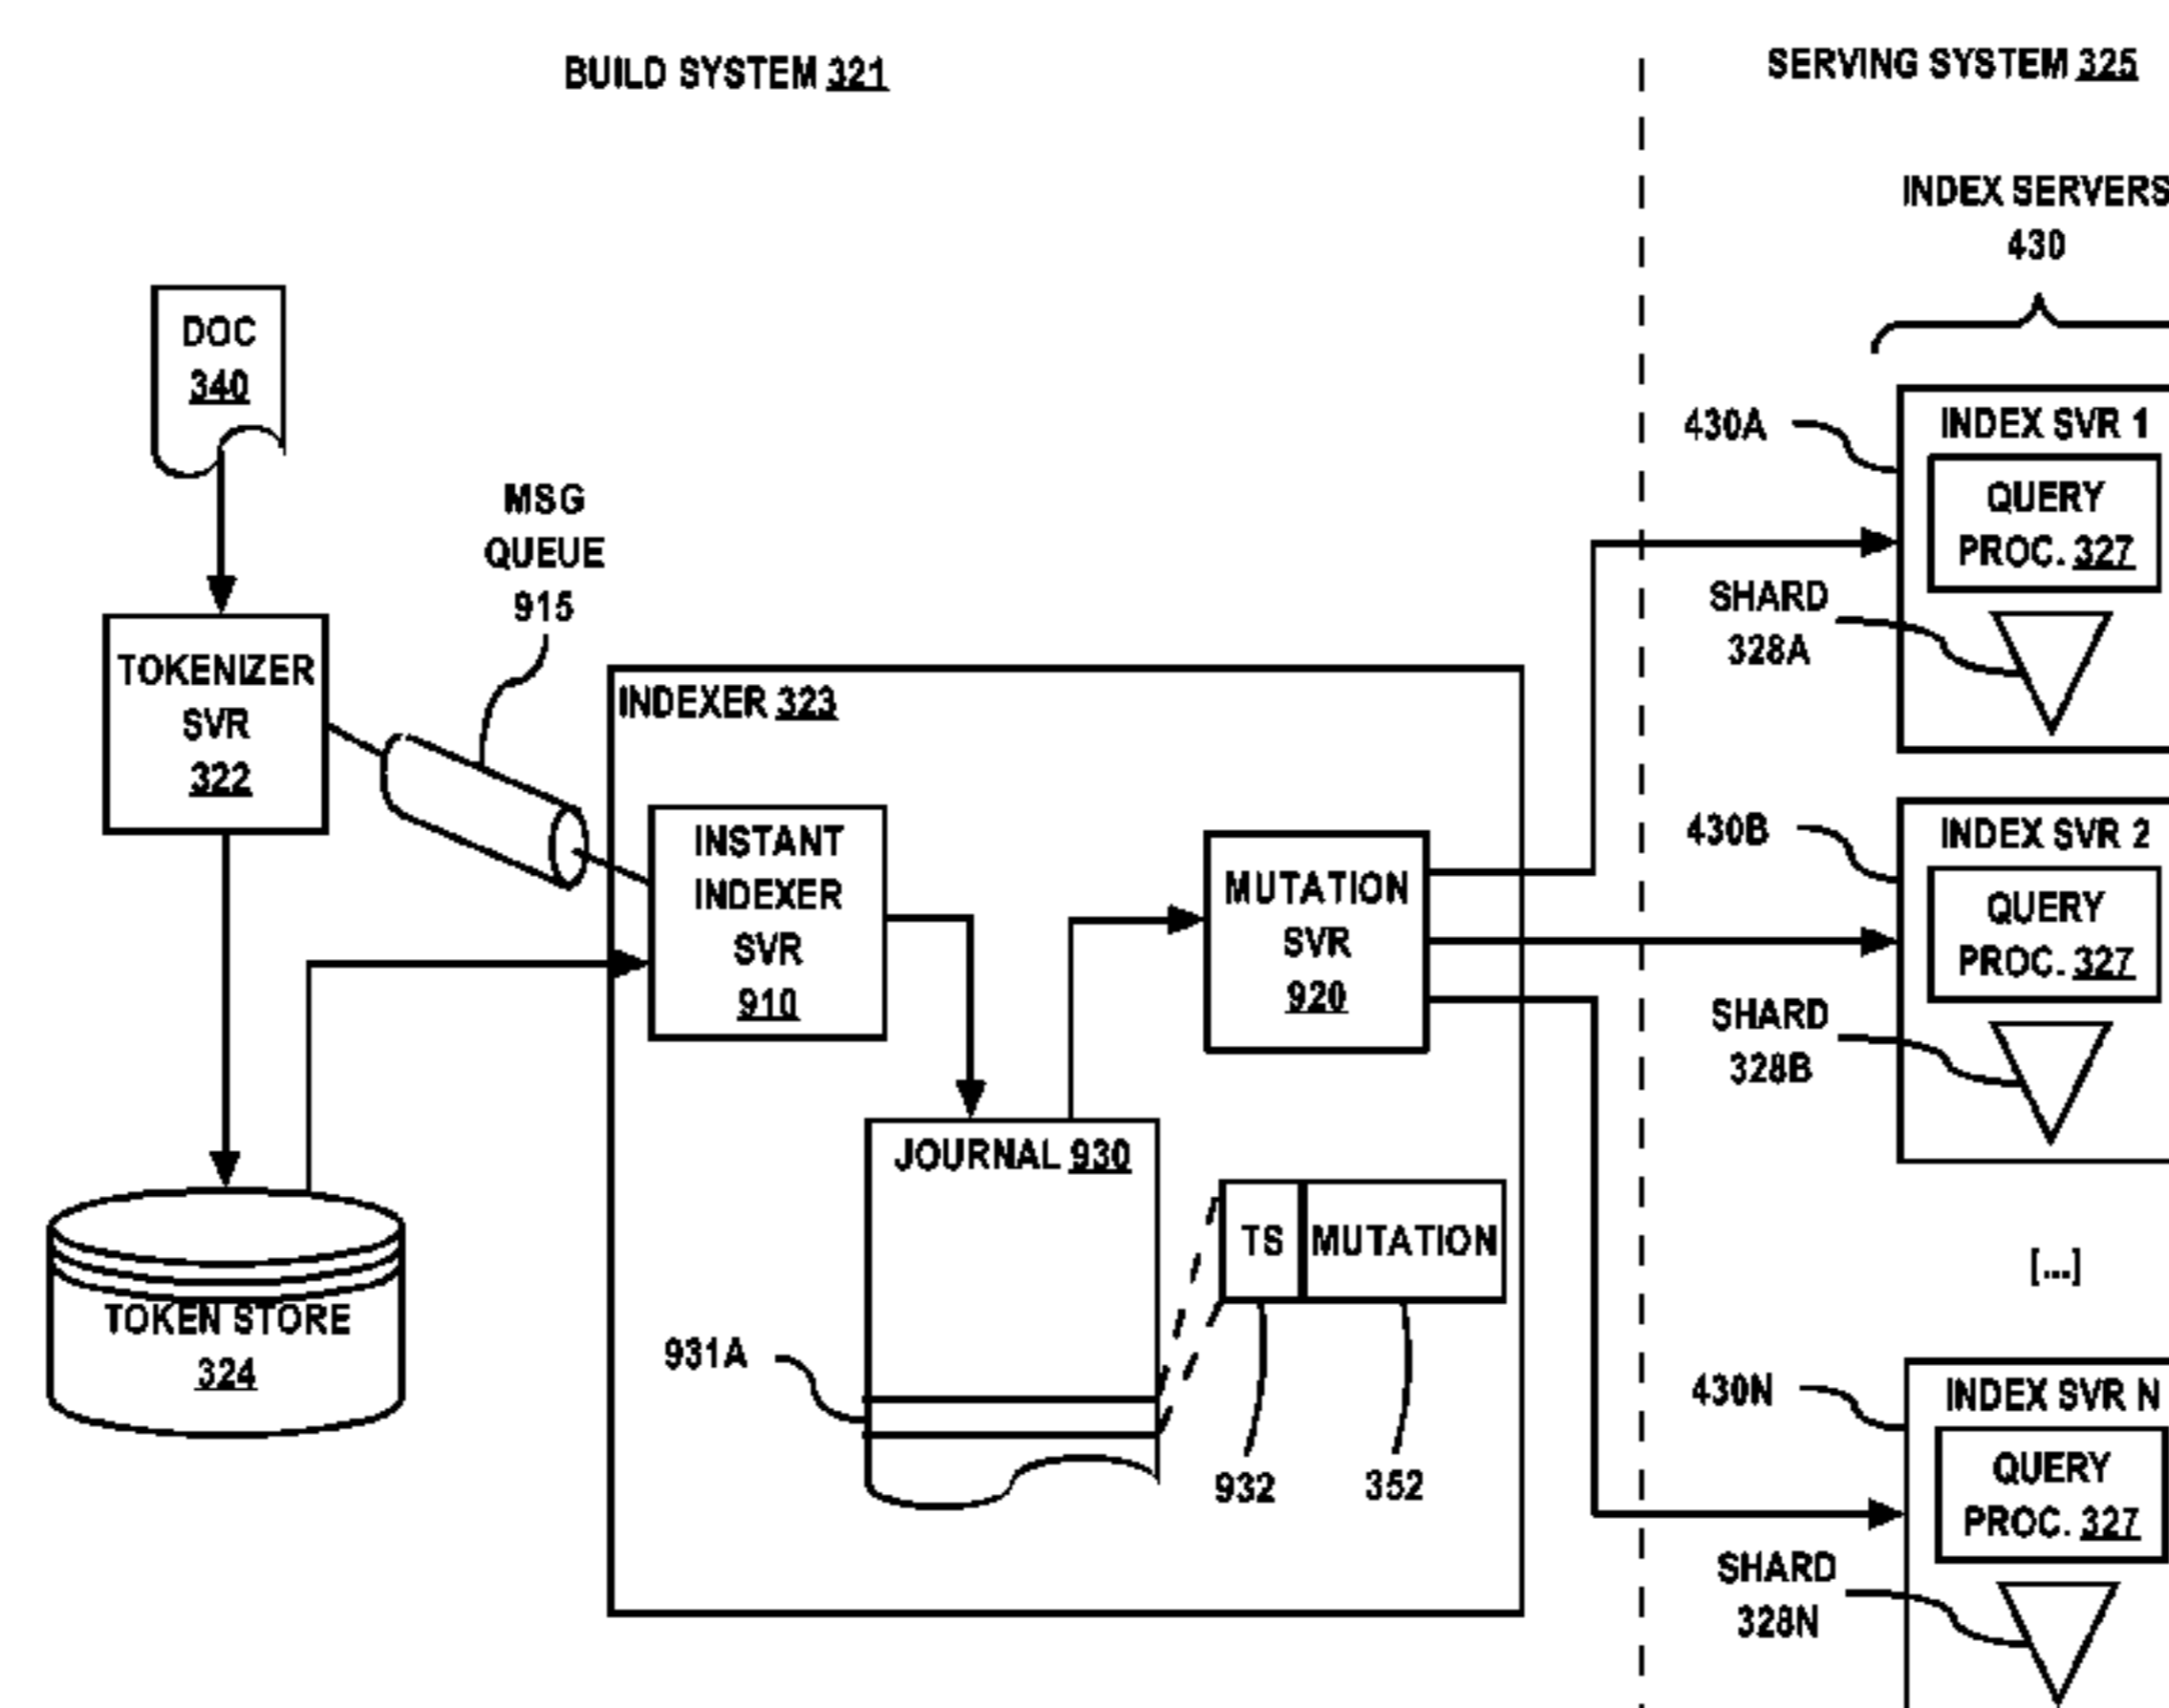 BUILD SYSTEM 321
SERVING SYSTEM 325
INDEX SERVERS
430
DOC
340
MSG
QUEUE
915
TOKENIZER
SVR
322
INDEXER 323
INSTANT
INDEXER
SVR
910
MUTATION
SVR
920
JOURNAL 930
TS
MUTATION
931A
932
352
TOKEN STORE
324
430A
INDEX SVR 1
QUERY
PROC. 327
SHARD
328A
430B
INDEX SVR 2
QUERY
PROC. 327
SHARD
328B
[...]
430N
INDEX SVR N
QUERY
PROC. 327
SHARD
328N